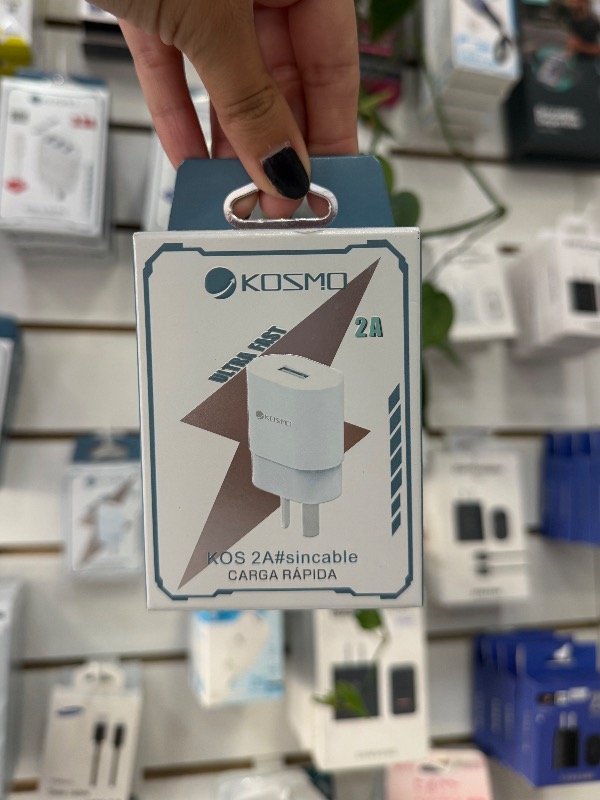 KOSMO
2A
ULTRA FAST
KOSMO
KOS 2A#sincable
CARGA RÁPIDA